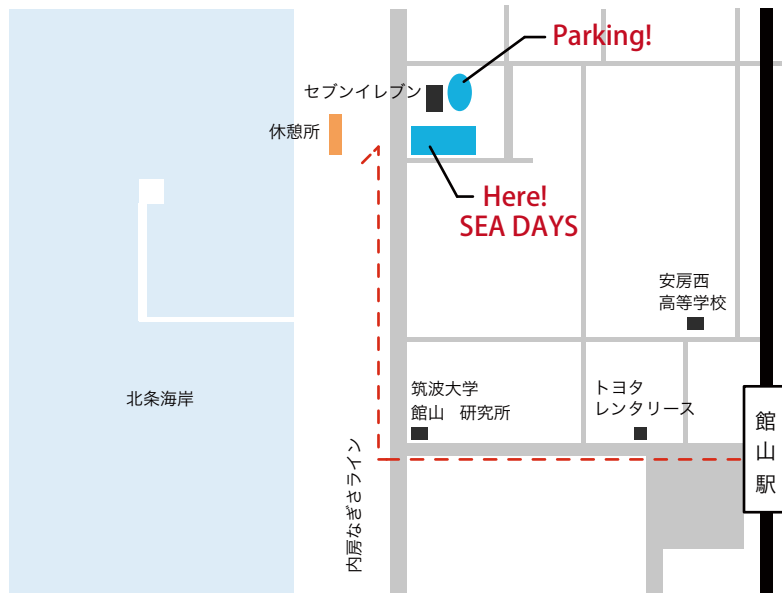 Parking!
セブンイレブン
休憩所
Here!
SEA DAYS
安房西
高等学校
北条海岸
筑波大学
館山　研究所
トヨタ
レンタリース
館山駅
内房なぎさライン